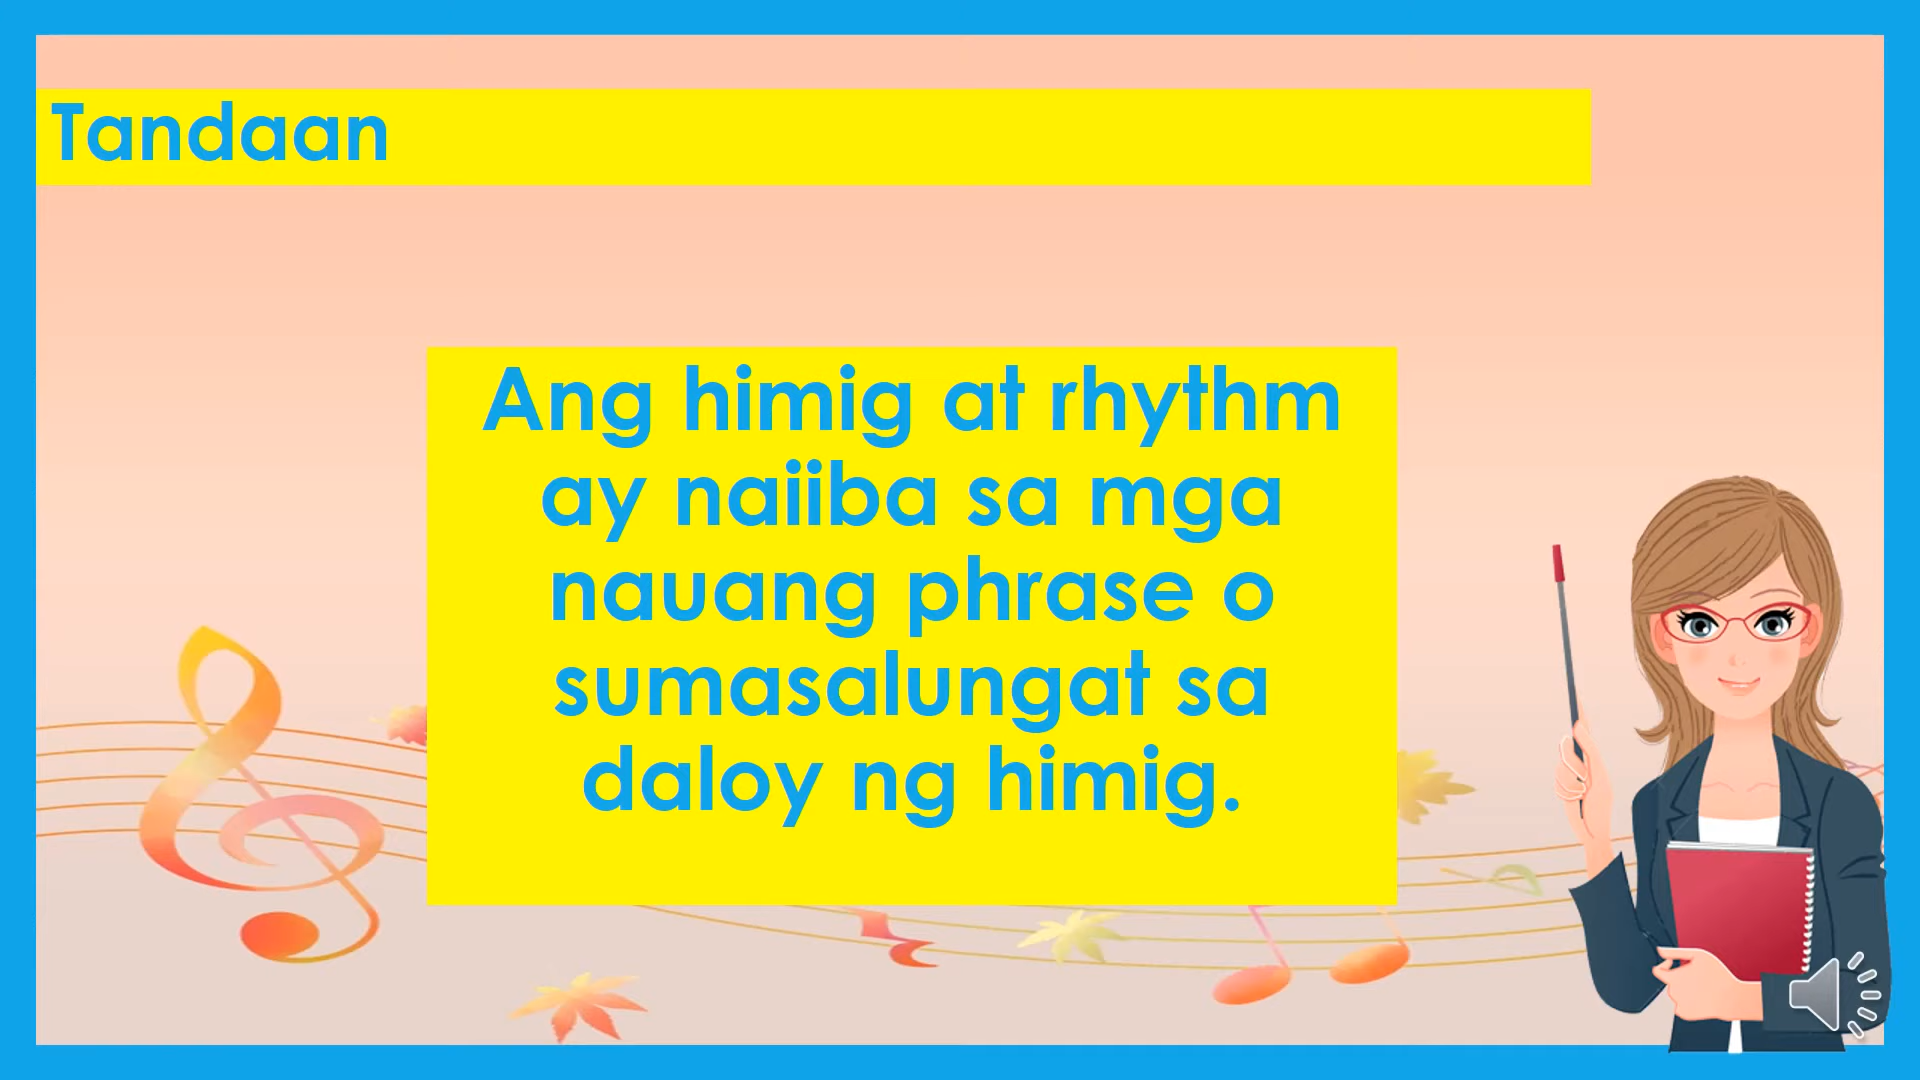 Tandaan
Ang himig at rhythm
ay naiiba sa mga
nauang phrase o
sumasalungat sa
daloy ng himig.